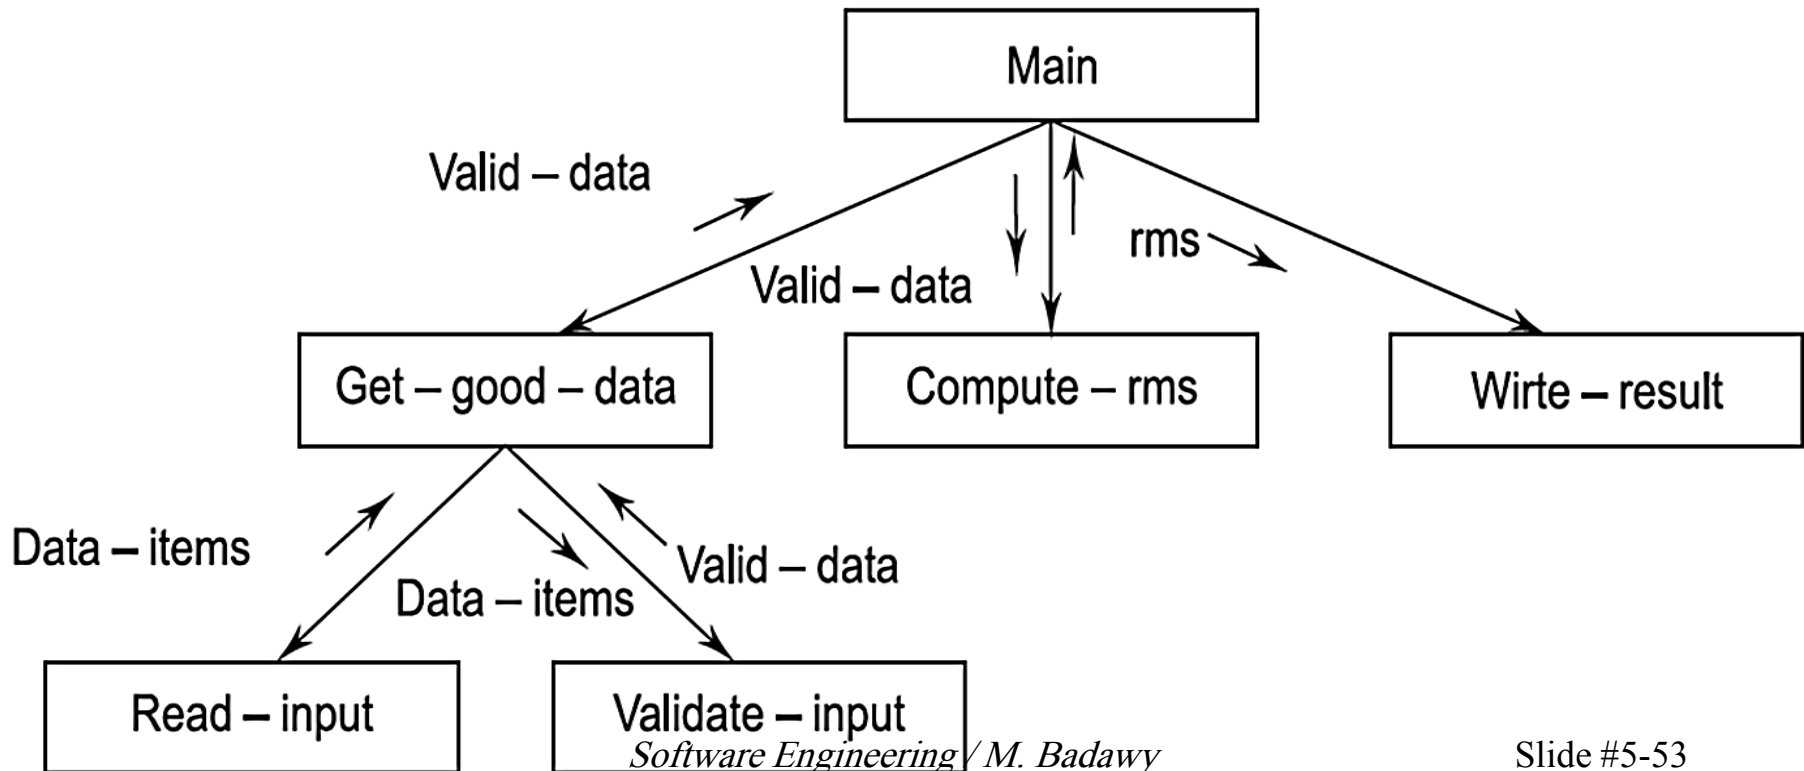 Main
Valid – data
rms
Valid – data
Get – good – data
Compute – rms
Wirte – result
Data – items
Valid – data
Data – items
Read – input
Validate – input
Software Engineering / M. Badawy
Slide #5-53